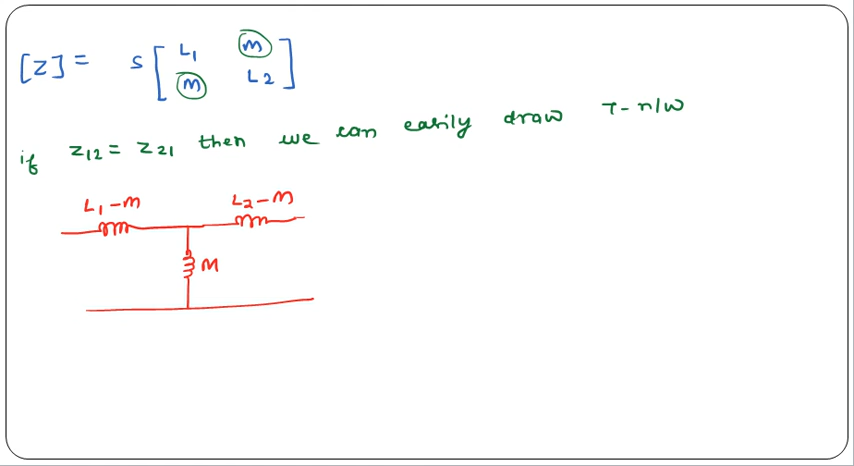 [Z] = s [ L1 m
m L2 ]
if Z12 = Z21 then we can easily draw T-n/w
L1-m L2-m
M